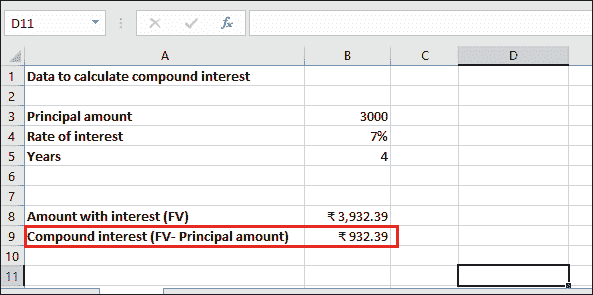 D11 fx
A B C D
1 Data to calculate compound interest
2
3 Principal amount 3000
4 Rate of interest 7%
5 Years 4
6
7
8 Amount with interest (FV) ₹ 3,932.39
9 Compound interest (FV- Principal amount) ₹ 932.39
10
11